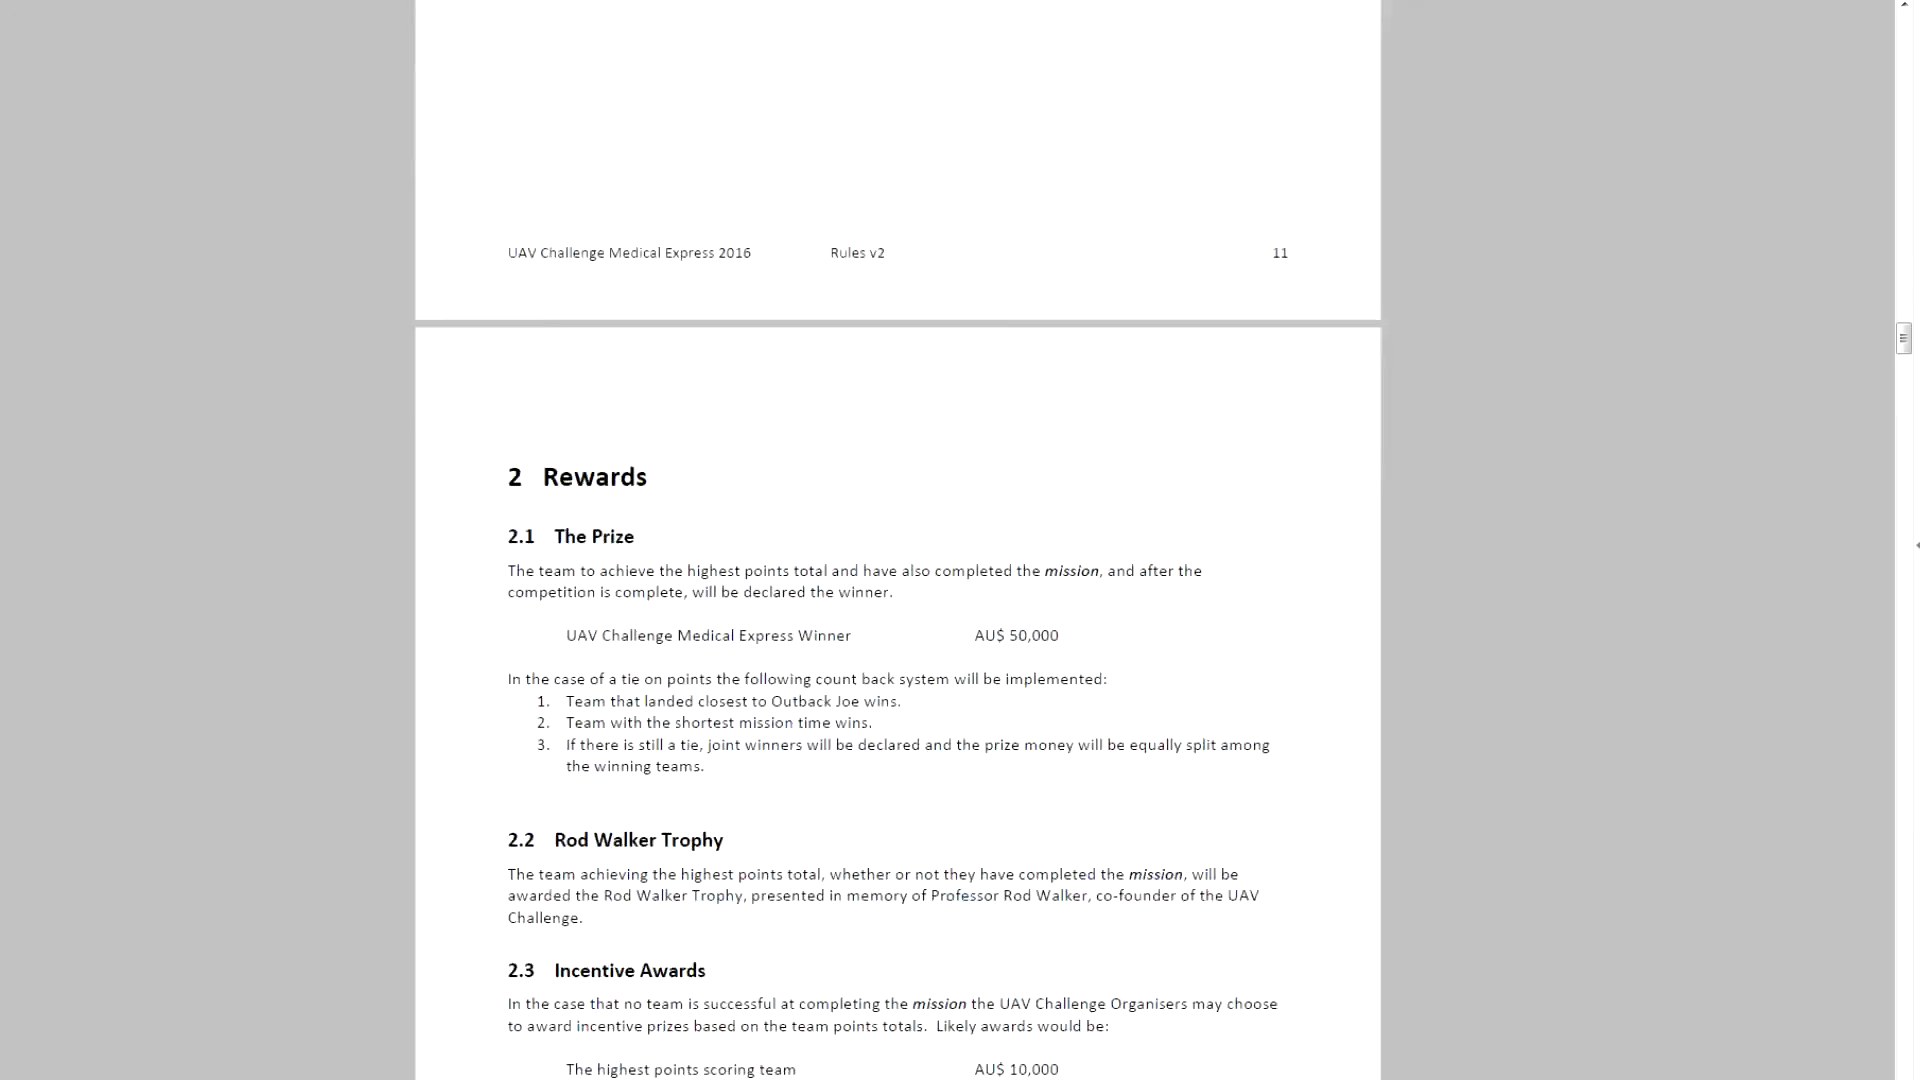 UAV Challenge Medical Express 2016 Rules v2 11
2 Rewards
2.1 The Prize
The team to achieve the highest points total and have also completed the mission, and after the
competition is complete, will be declared the winner.
UAV Challenge Medical Express Winner AU$ 50,000
In the case of a tie on points the following count back system will be implemented:
1. Team that landed closest to Outback Joe wins.
2. Team with the shortest mission time wins.
3. If there is still a tie, joint winners will be declared and the prize money will be equally split among
the winning teams.
2.2 Rod Walker Trophy
The team achieving the highest points total, whether or not they have completed the mission, will be
awarded the Rod Walker Trophy, presented in memory of Professor Rod Walker, co-founder of the UAV
Challenge.
2.3 Incentive Awards
In the case that no team is successful at completing the mission the UAV Challenge Organisers may choose
to award incentive prizes based on the team points totals. Likely awards would be:
The highest points scoring team AU$ 10,000